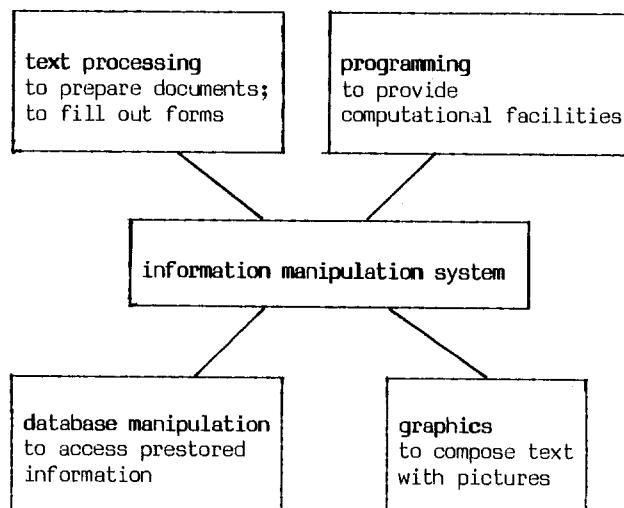 text processing
to prepare documents;
to fill out forms
programming
to provide
computational facilities
information manipulation system
database manipulation
to access prestored
information
graphics
to compose text
with pictures